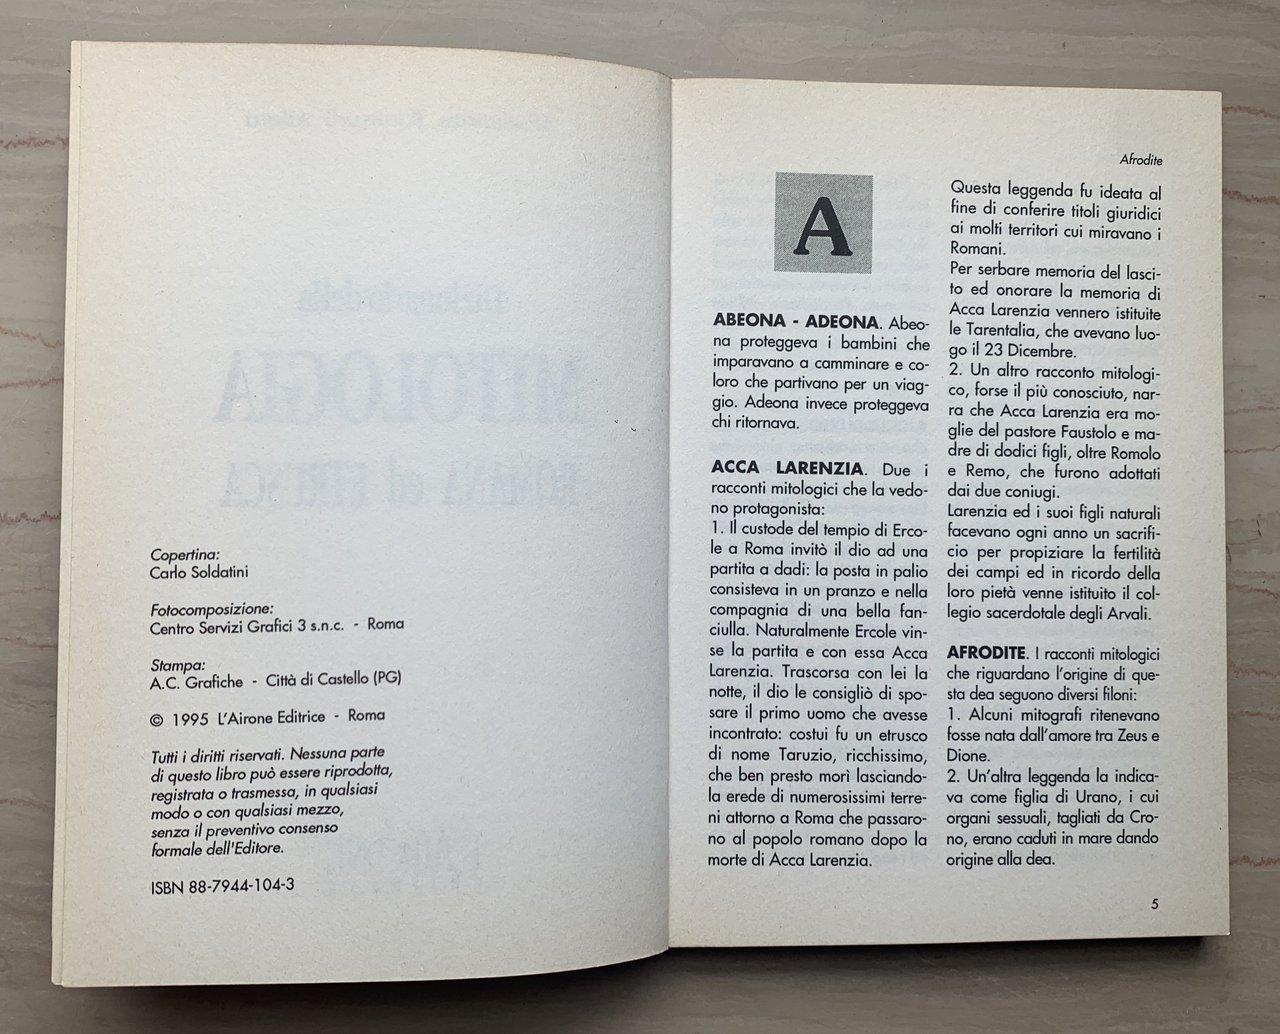 Copertina:
Carlo Soldatini
Fotocomposizione:
Centro Servizi Grafici 3 s.n.c. - Roma
Stampa:
A.C. Grafiche - Città di Castello (PG)
© 1995 L'Airone Editrice - Roma
Tutti i diritti riservati. Nessuna parte
di questo libro può essere riprodotta,
registrata o trasmessa, in qualsiasi
modo o con qualsiasi mezzo,
senza il preventivo consenso
formale dell'Editore.
ISBN 88-7944-104-3
Afrodite
A
ABEONA - ADEONA. Abeo-
na proteggeva i bambini che
imparavano a camminare e co-
loro che partivano per un viag-
gio. Adeona invece proteggeva
chi ritornava.
ACCA LARENZIA. Due i
racconti mitologici che la vedo-
no protagonista:
1. Il custode del tempio di Erco-
le a Roma invitò il dio ad una
partita a dadi: la posta in palio
consisteva in un pranzo e nella
compagnia di una bella fan-
ciulla. Naturalmente Ercole vin-
se la partita e con essa Acca
Larenzia. Trascorsa con lei la
notte, il dio le consigliò di spo-
sare il primo uomo che avesse
incontrato: costui fu un etrusco
di nome Taruzio, ricchissimo,
che ben presto morì lasciando-
la erede di numerosissimi terre-
ni attorno a Roma che passaro-
no al popolo romano dopo la
morte di Acca Larenzia.
Questa leggenda fu ideata al
fine di conferire titoli giuridici
ai molti territori cui miravano i
Romani.
Per serbare memoria del lasci-
to ed onorare la memoria di
Acca Larenzia vennero istituite
le Tarentalia, che avevano luo-
go il 23 Dicembre.
2. Un altro racconto mitologi-
co, forse il più conosciuto, nar-
ra che Acca Larenzia era mo-
glie del pastore Faustolo e ma-
dre di dodici figli, oltre Romolo
e Remo, che furono adottati
dai due coniugi.
Larenzia ed i suoi figli naturali
facevano ogni anno un sacrifi-
cio per propiziare la fertilità
dei campi ed in ricordo della
loro pietà venne istituito il col-
legio sacerdotale degli Arvali.
AFRODITE. I racconti mitologici
che riguardano l'origine di que-
sta dea seguono diversi filoni:
1. Alcuni mitografi ritenevano
fosse nata dall'amore tra Zeus e
Dione.
2. Un'altra leggenda la indica-
va come figlia di Urano, i cui
organi sessuali, tagliati da Cro-
no, erano caduti in mare dando
origine alla dea.
5